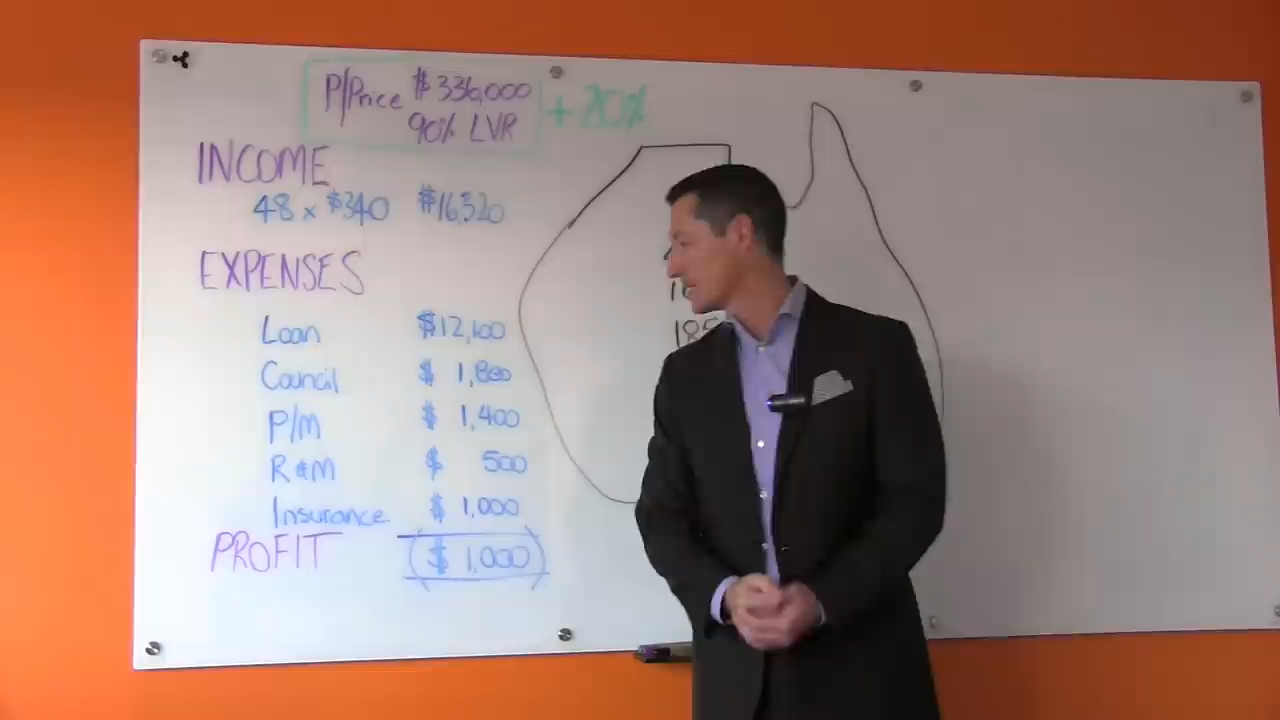 P/Price $336,000
90% LVR
+20%
INCOME
48 x $340 $16,320
EXPENSES
Loan $12,100
Council $ 1,800
P/M $ 1,400
R&M $ 500
Insurance $ 1,000
PROFIT ($ 1,000)
185